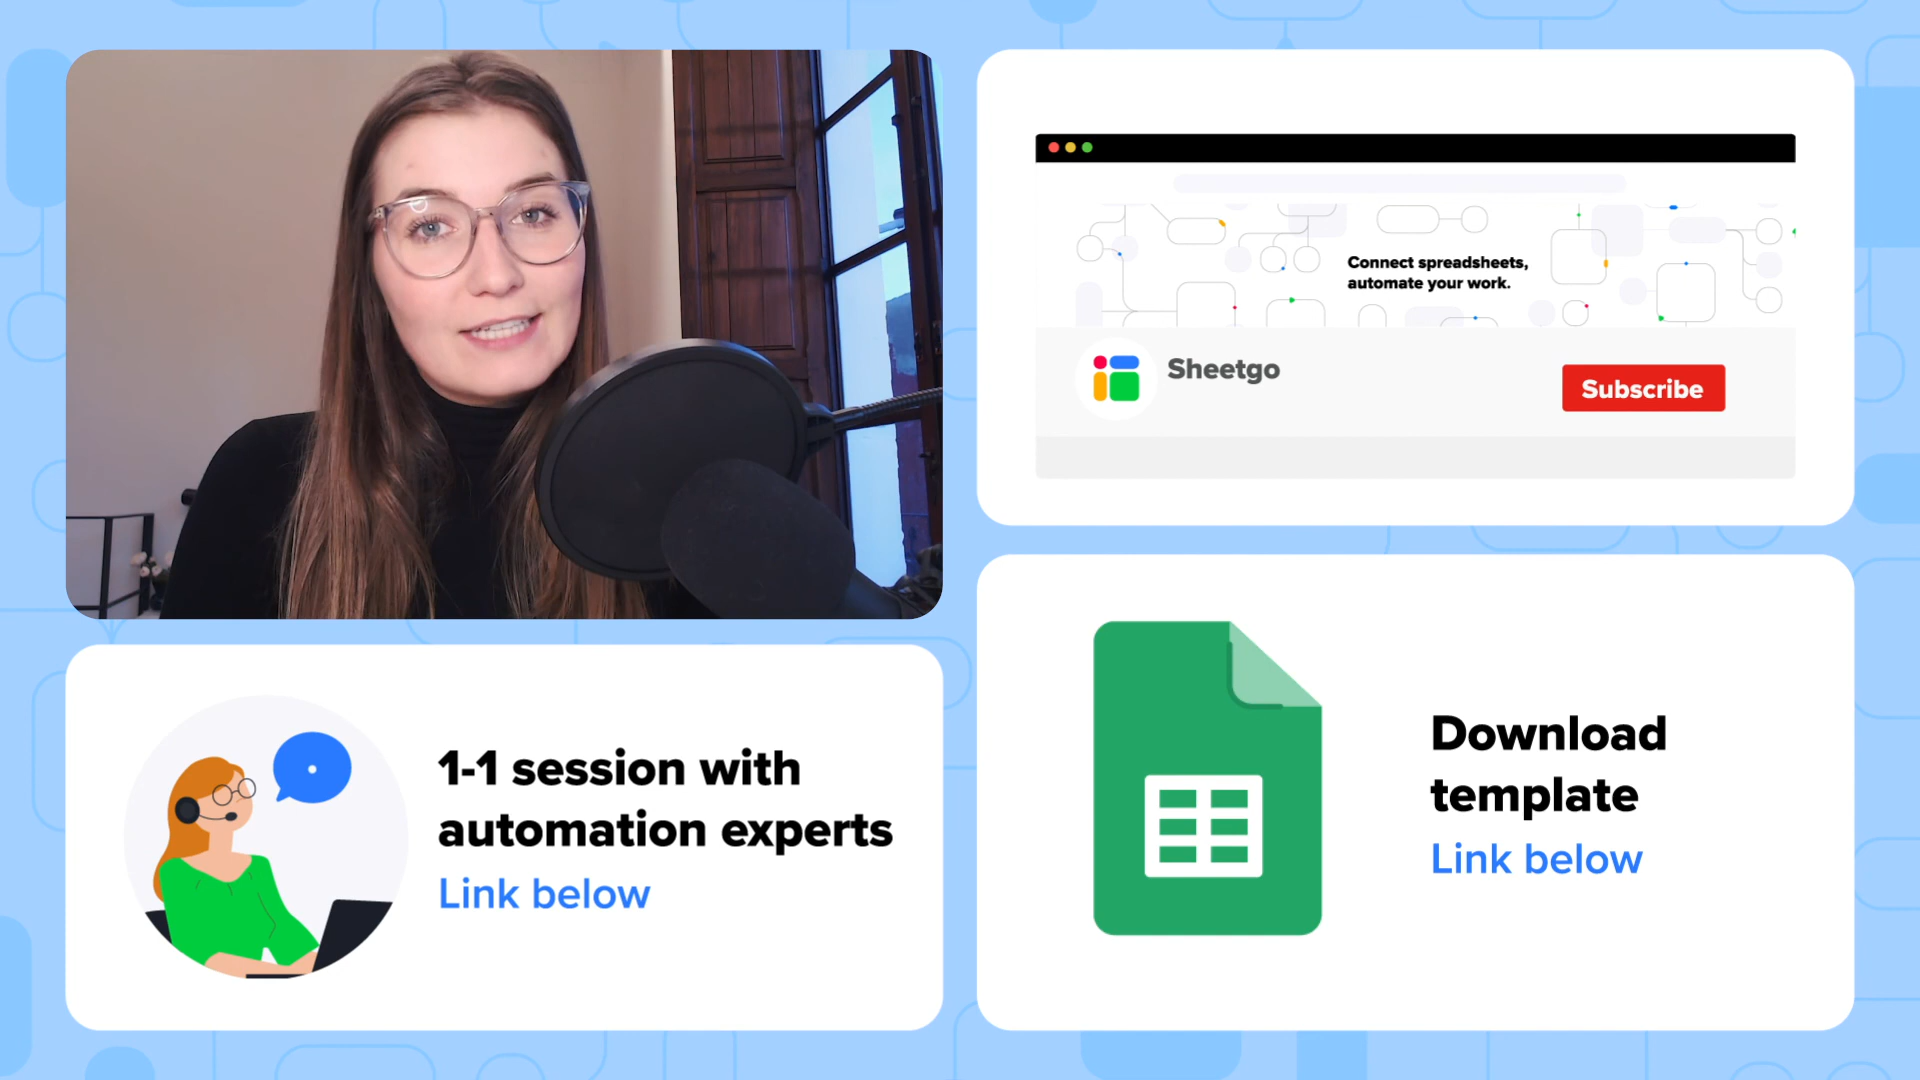 Connect spreadsheets,
automate your work.
Sheetgo
Subscribe
1-1 session with
automation experts
Link below
Download
template
Link below